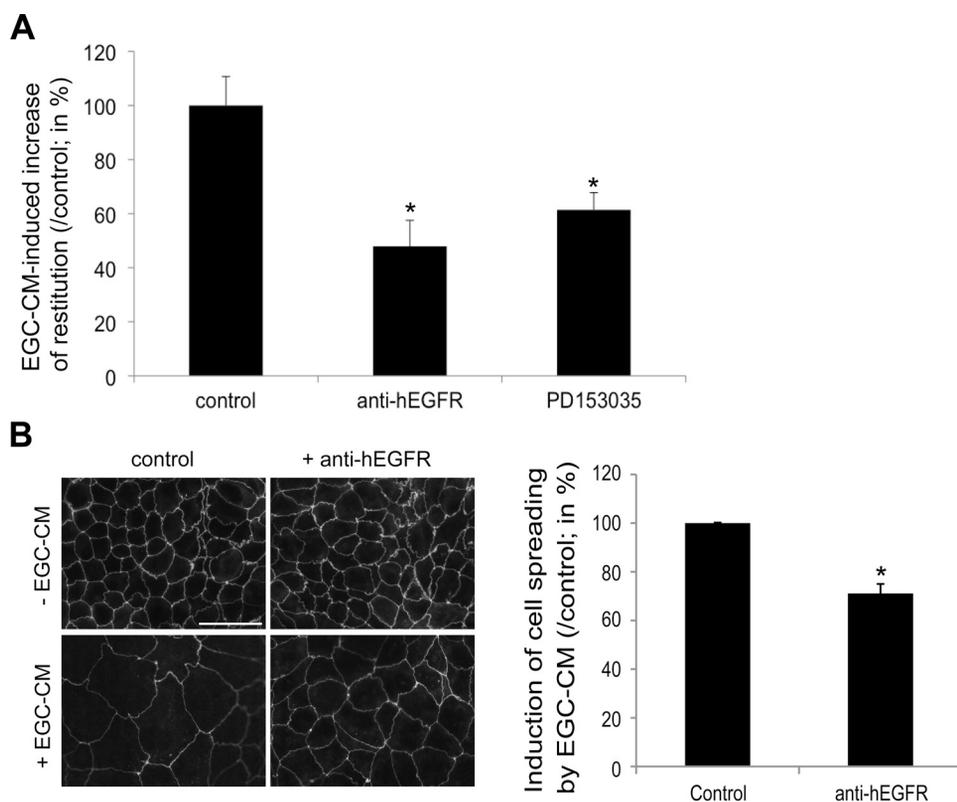 A
EGC-CM-induced increase
of restitution (/control; in %)
120
100
80
60
40
20
0
*
*
control anti-hEGFR PD153035
B
control + anti-hEGFR
- EGC-CM
+ EGC-CM
Induction of cell spreading
by EGC-CM (/control; in %)
120
100
80
60
40
20
0
*
Control anti-hEGFR